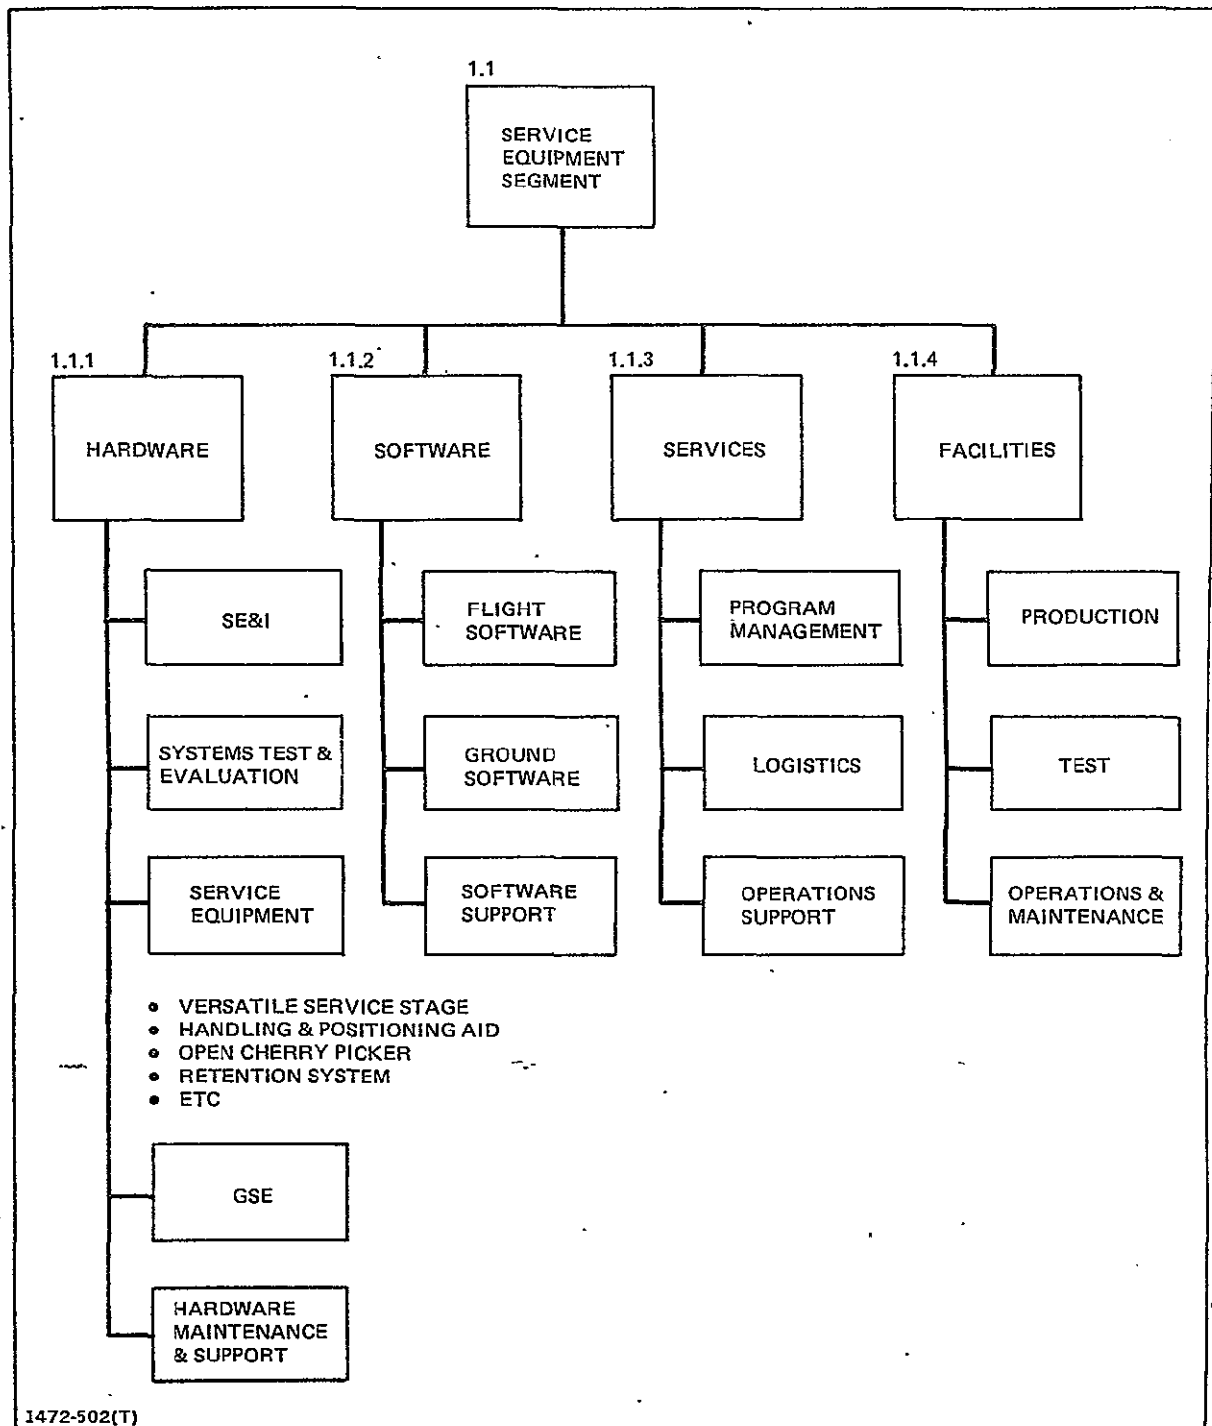 1.1
SERVICE
EQUIPMENT
SEGMENT
1.1.1
HARDWARE
1.1.2
SOFTWARE
1.1.3
SERVICES
1.1.4
FACILITIES
SE&I
SYSTEMS TEST &
EVALUATION
SERVICE
EQUIPMENT
• VERSATILE SERVICE STAGE
• HANDLING & POSITIONING AID
• OPEN CHERRY PICKER
• RETENTION SYSTEM
• ETC
GSE
HARDWARE
MAINTENANCE
& SUPPORT
FLIGHT
SOFTWARE
GROUND
SOFTWARE
SOFTWARE
SUPPORT
PROGRAM
MANAGEMENT
LOGISTICS
OPERATIONS
SUPPORT
PRODUCTION
TEST
OPERATIONS &
MAINTENANCE
1472-502(T)